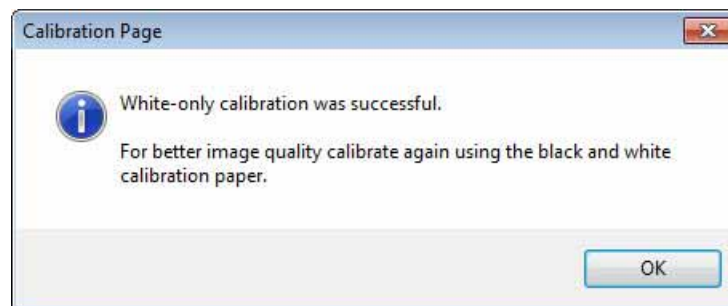 Calibration Page
White-only calibration was successful.
For better image quality calibrate again using the black and white
calibration paper.
OK